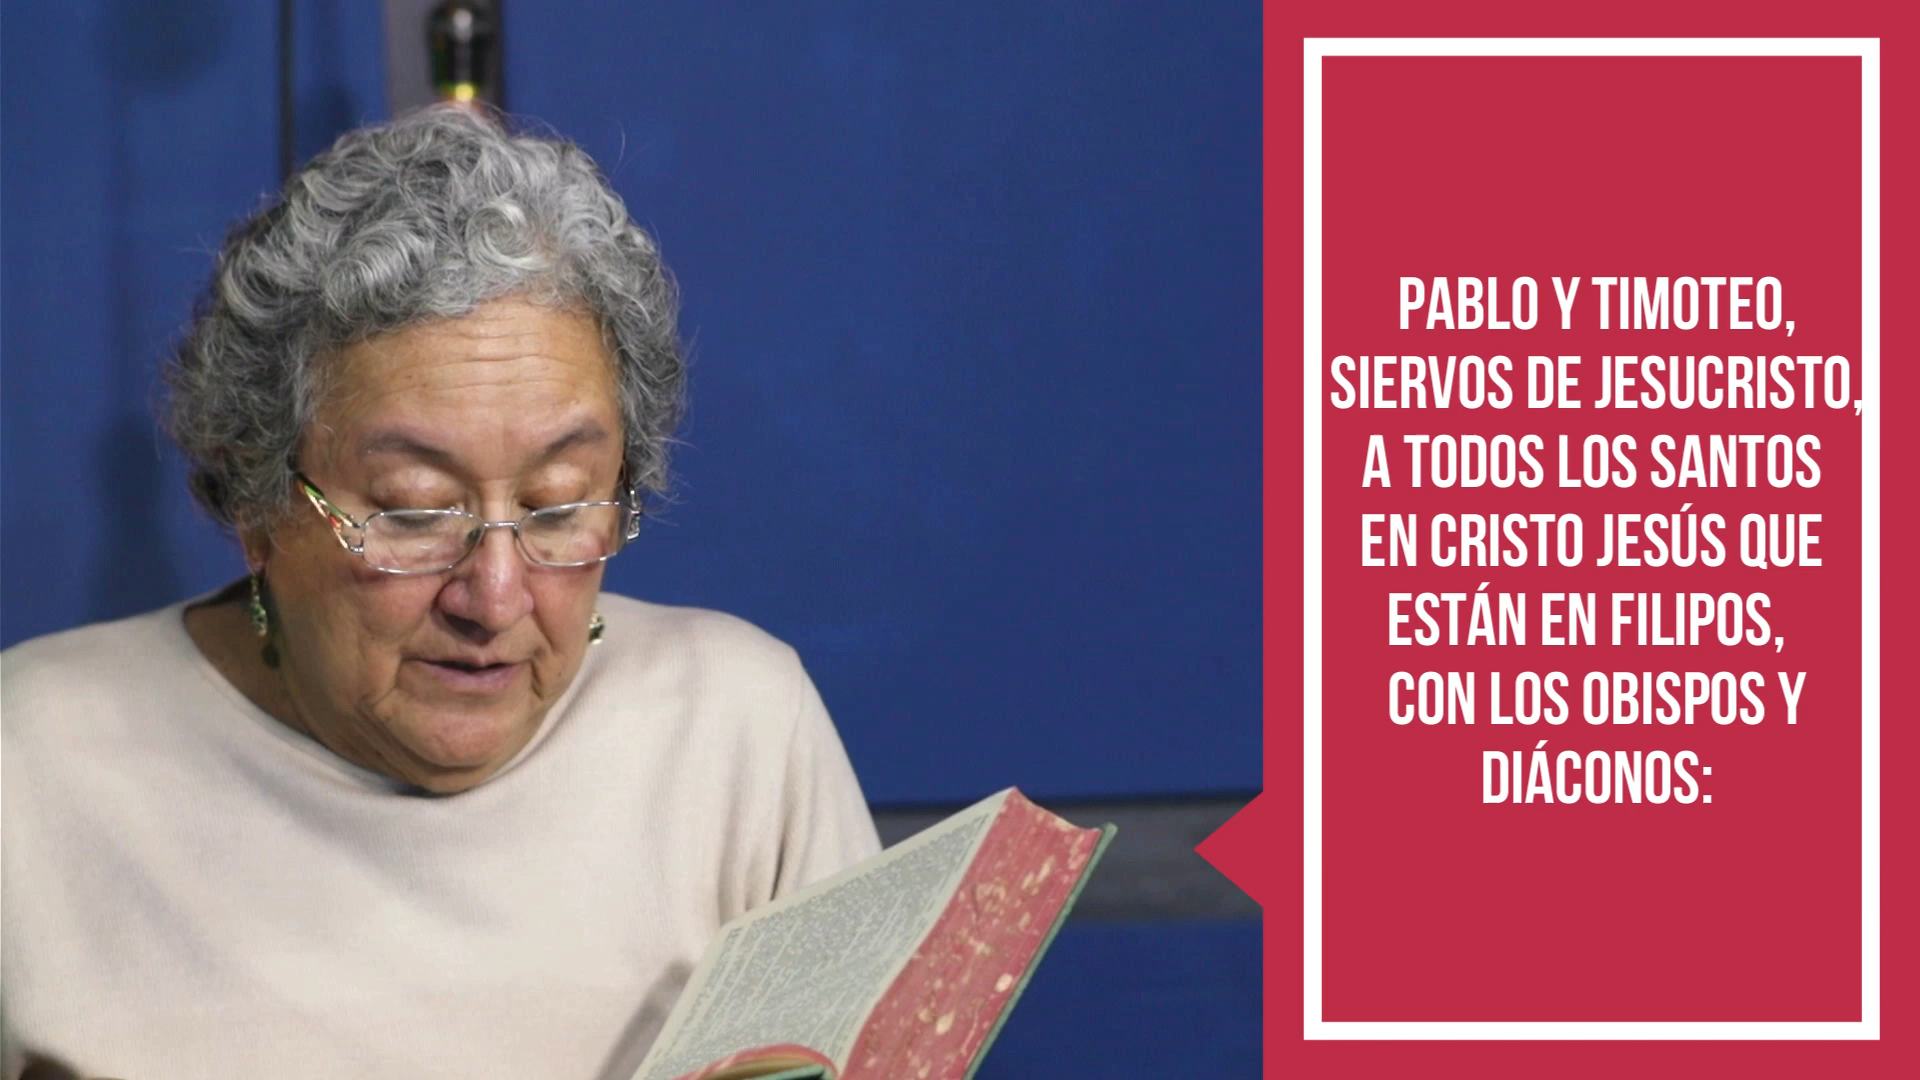 PABLO Y TIMOTEO,
SIERVOS DE JESUCRISTO,
A TODOS LOS SANTOS
EN CRISTO JESÚS QUE
ESTÁN EN FILIPOS,
CON LOS OBISPOS Y
DIÁCONOS: